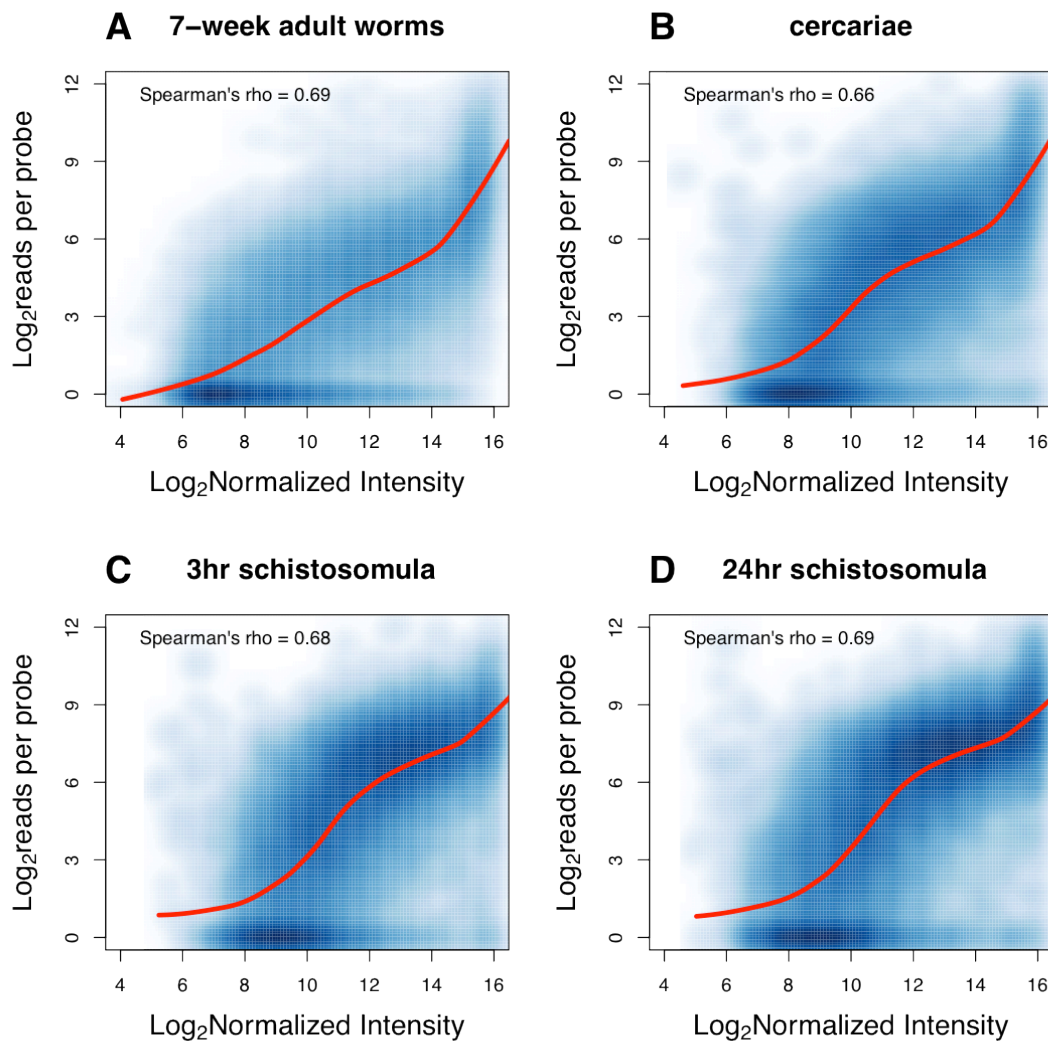 A 7−week adult worms
Spearman's rho = 0.69
12
9
6
3
0
Log2reads per probe
4 6 8 10 12 14 16
Log2Normalized Intensity
B cercariae
Spearman's rho = 0.66
12
9
6
3
0
Log2reads per probe
4 6 8 10 12 14 16
Log2Normalized Intensity
C 3hr schistosomula
Spearman's rho = 0.68
12
9
6
3
0
Log2reads per probe
4 6 8 10 12 14 16
Log2Normalized Intensity
D 24hr schistosomula
Spearman's rho = 0.69
12
9
6
3
0
Log2reads per probe
4 6 8 10 12 14 16
Log2Normalized Intensity